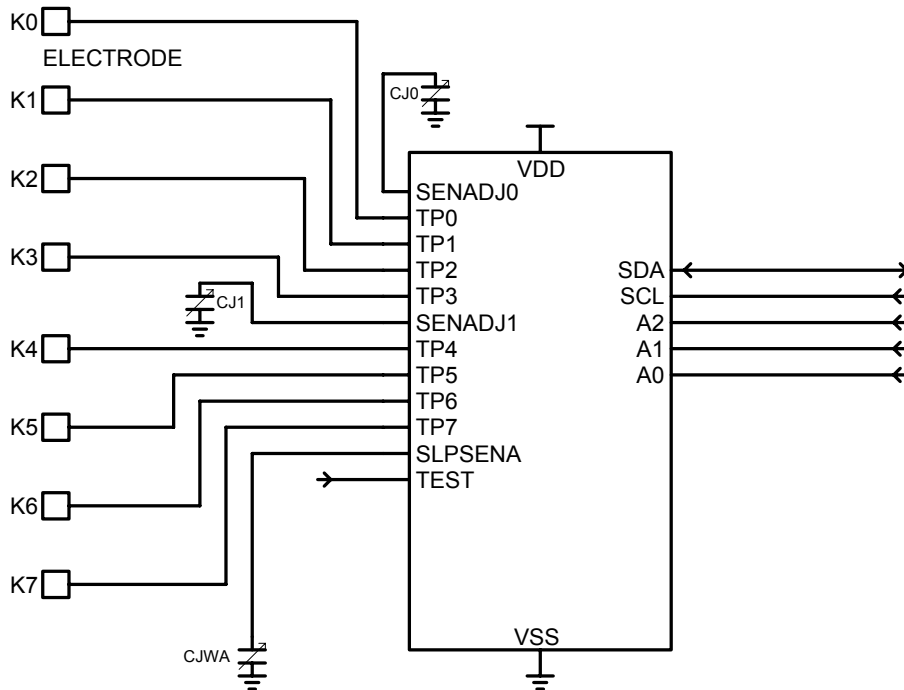 K0
ELECTRODE
K1
CJ0
VDD
K2
SENADJ0
TP0
TP1
K3
TP2
SDA
CJ1
TP3
SCL
SENADJ1
A2
K4
TP4
A1
TP5
A0
TP6
K5
TP7
SLPSENA
TEST
K6
K7
VSS
CJWA